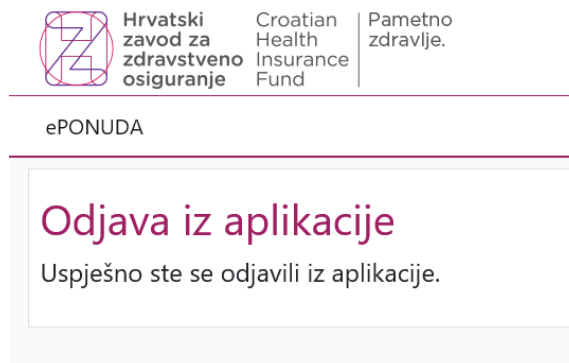 Hrvatski zavod za zdravstveno osiguranje
Croatian Health Insurance Fund
Pametno zdravlje.
ePONUDA
Odjava iz aplikacije
Uspješno ste se odjavili iz aplikacije.